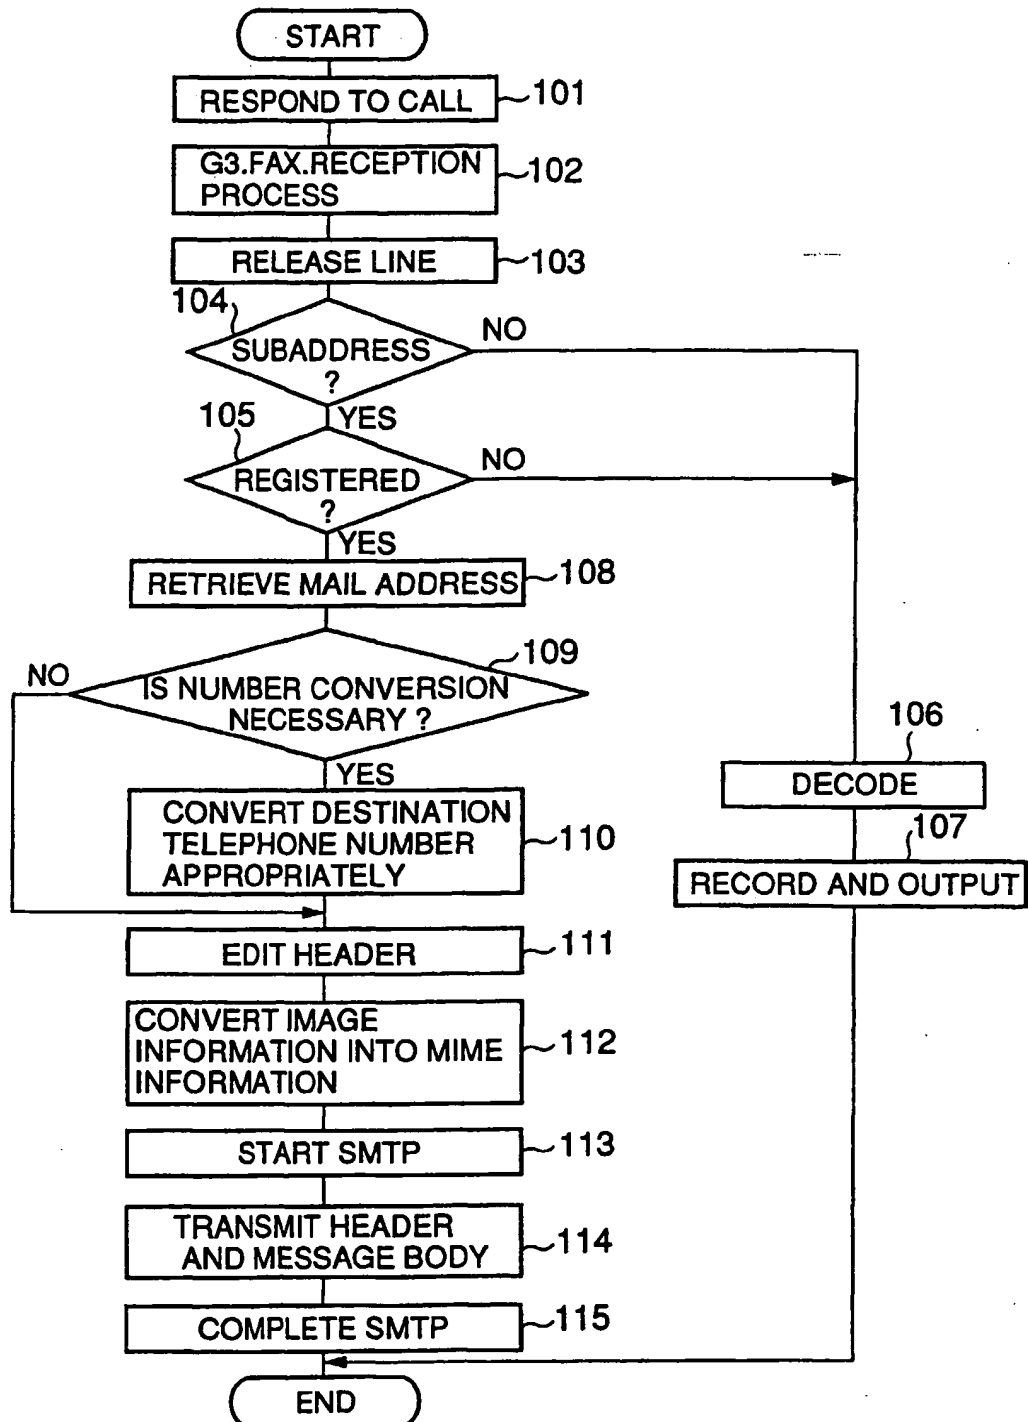 START
RESPOND TO CALL
101
G3.FAX.RECEPTION
PROCESS
102
RELEASE LINE
103
104
SUBADDRESS
?
NO
YES
105
REGISTERED
?
NO
YES
RETRIEVE MAIL ADDRESS
108
109
IS NUMBER CONVERSION
NECESSARY ?
NO
YES
CONVERT DESTINATION
TELEPHONE NUMBER
APPROPRIATELY
110
106
DECODE
107
RECORD AND OUTPUT
EDIT HEADER
111
CONVERT IMAGE
INFORMATION INTO MIME
INFORMATION
112
START SMTP
113
TRANSMIT HEADER
AND MESSAGE BODY
114
COMPLETE SMTP
115
END